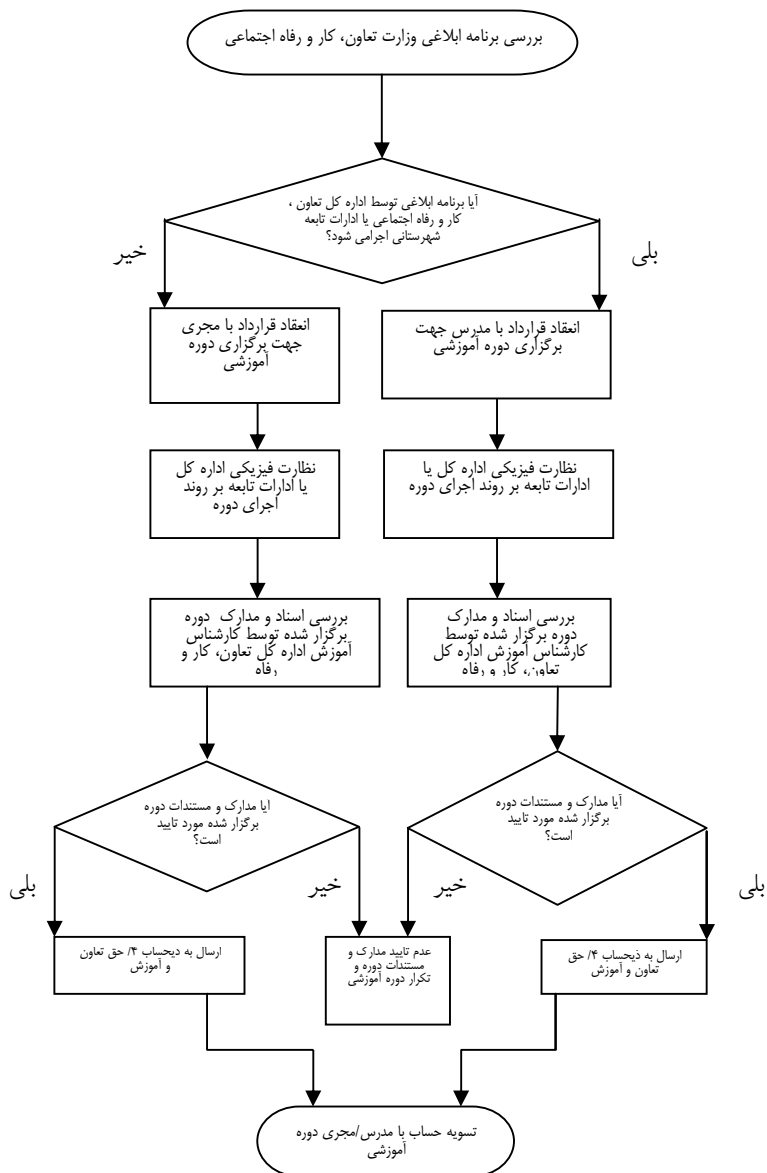 بررسی برنامه ابلاغی وزارت تعاون، کار و رفاه اجتماعی
آیا برنامه ابلاغی توسط اداره کل تعاون ،
کار و رفاه اجتماعی یا ادارات تابعه
شهرستانی اجرامی شود؟
بلی
خیر
انعقاد قرارداد با مدرس جهت
برگزاری دوره آموزشی
انعقاد قرارداد با مجری
جهت برگزاری دوره
آموزشی
نظارت فیزیکی اداره کل یا
ادارات تابعه بر روند اجرای دوره
نظارت فیزیکی اداره کل
یا ادارات تابعه بر روند
اجرای دوره
بررسی اسناد و مدارک
دوره برگزار شده توسط
کارشناس آموزش اداره کل
تعاون، کار و رفاه
بررسی اسناد و مدارک دوره
برگزار شده توسط کارشناس
آموزش اداره کل تعاون، کار و
رفاه
آیا مدارک و مستندات دوره
برگزار شده مورد تایید
است؟
ایا مدارک و مستندات دوره
برگزار شده مورد تایید
است؟
بلی
خیر
خیر
بلی
ارسال به ذیحساب ۴/ حق
تعاون و آموزش
عدم تایید مدارک و
مستندات دوره و
تکرار دوره آموزشی
ارسال به ذیحساب ۴/ حق تعاون
و آموزش
تسویه حساب با مدرس/مجری دوره
آموزشی